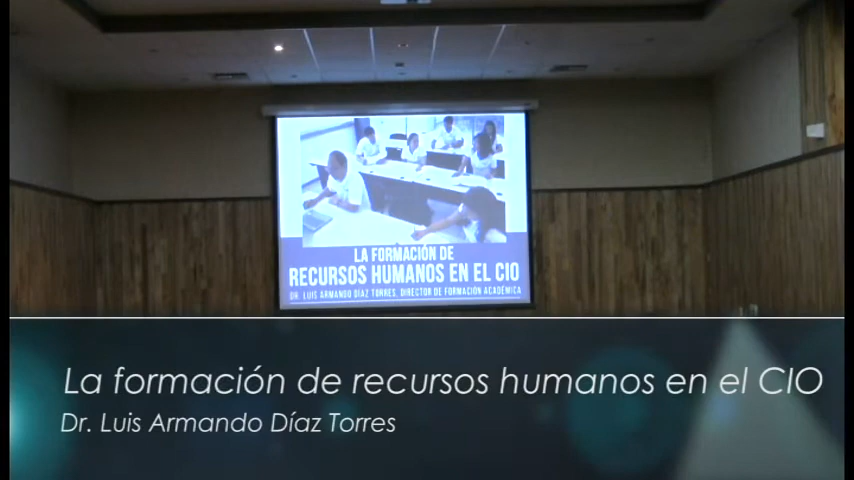 LA FORMACIÓN DE
RECURSOS HUMANOS EN EL CIO
DR. LUIS ARMANDO DÍAZ TORRES, DIRECTOR DE FORMACIÓN ACADÉMICA
La formación de recursos humanos en el CIO
Dr. Luis Armando Díaz Torres